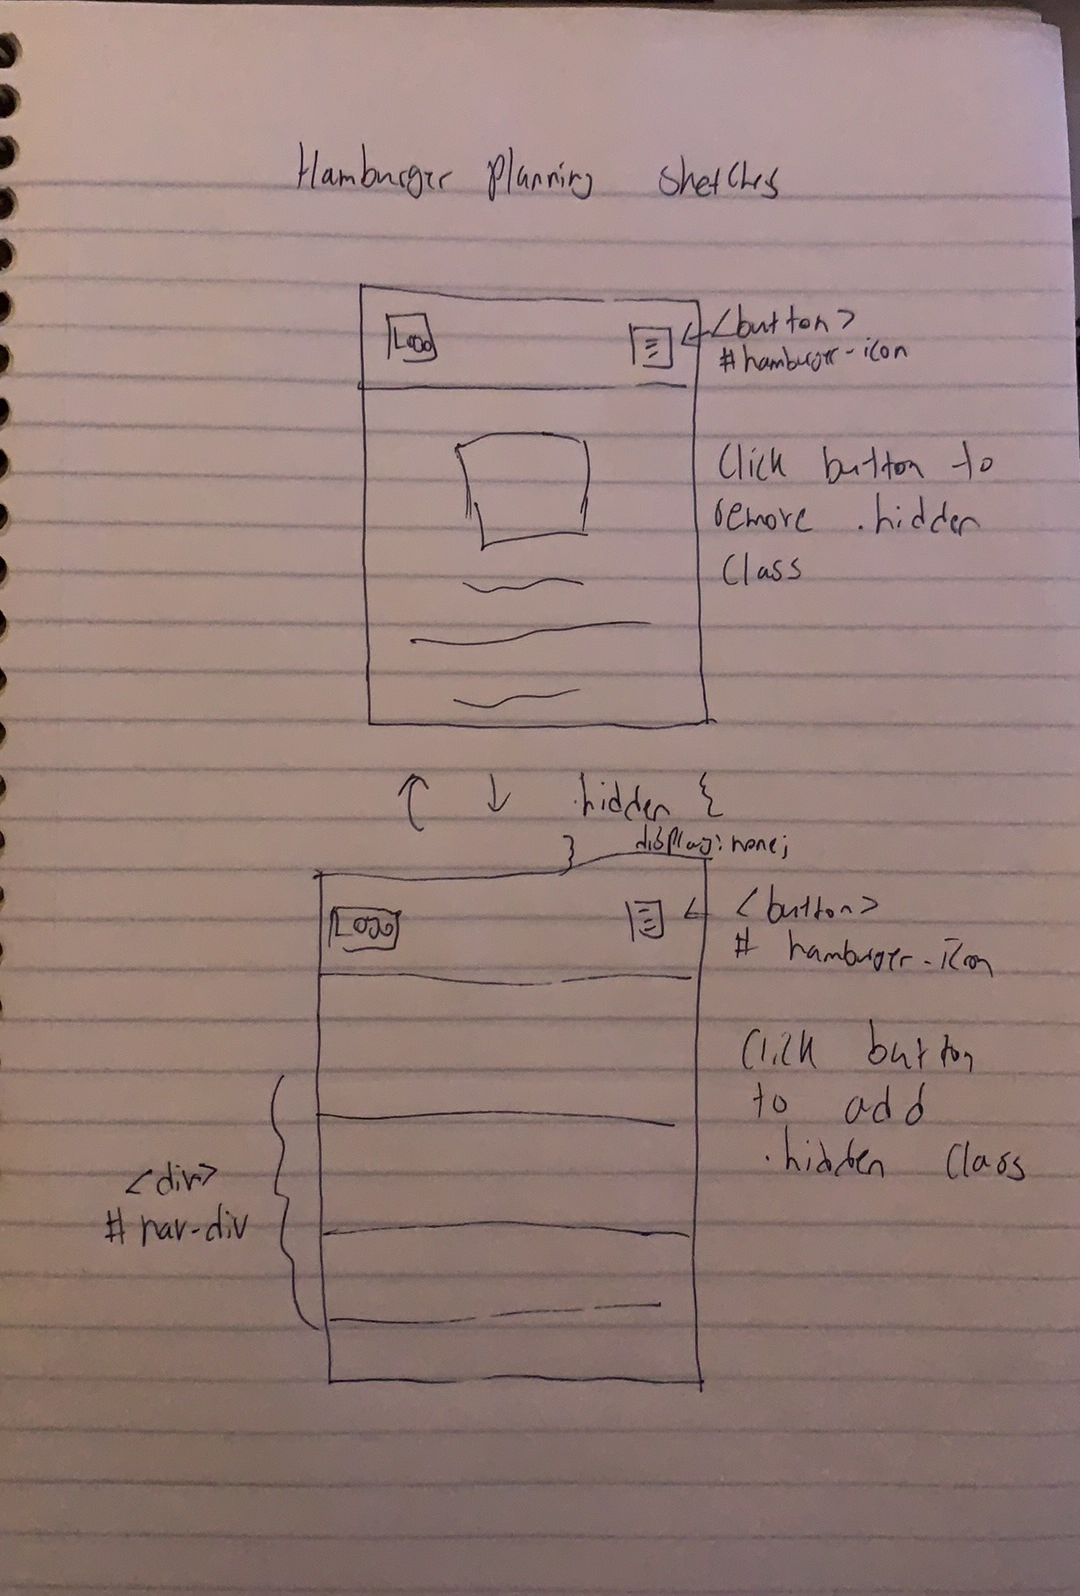 Hamburger Planning Sketches
Logo
<button>
#hamburger-icon
Click button to
remove .hidden
Class
.hidden {
display: none;
}
Logo
<button>
# hamburger-icon
Click button
to add
.hidden Class
<div>
# nav-div